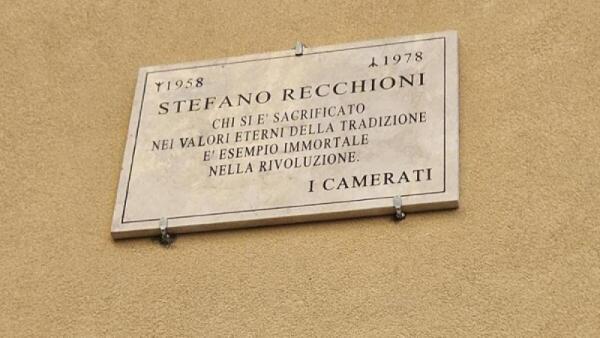 ᛉ1958 ᛣ1978
STEFANO RECCHIONI
CHI SI E' SACRIFICATO
NEI VALORI ETERNI DELLA TRADIZIONE
E' ESEMPIO IMMORTALE
NELLA RIVOLUZIONE.
I CAMERATI